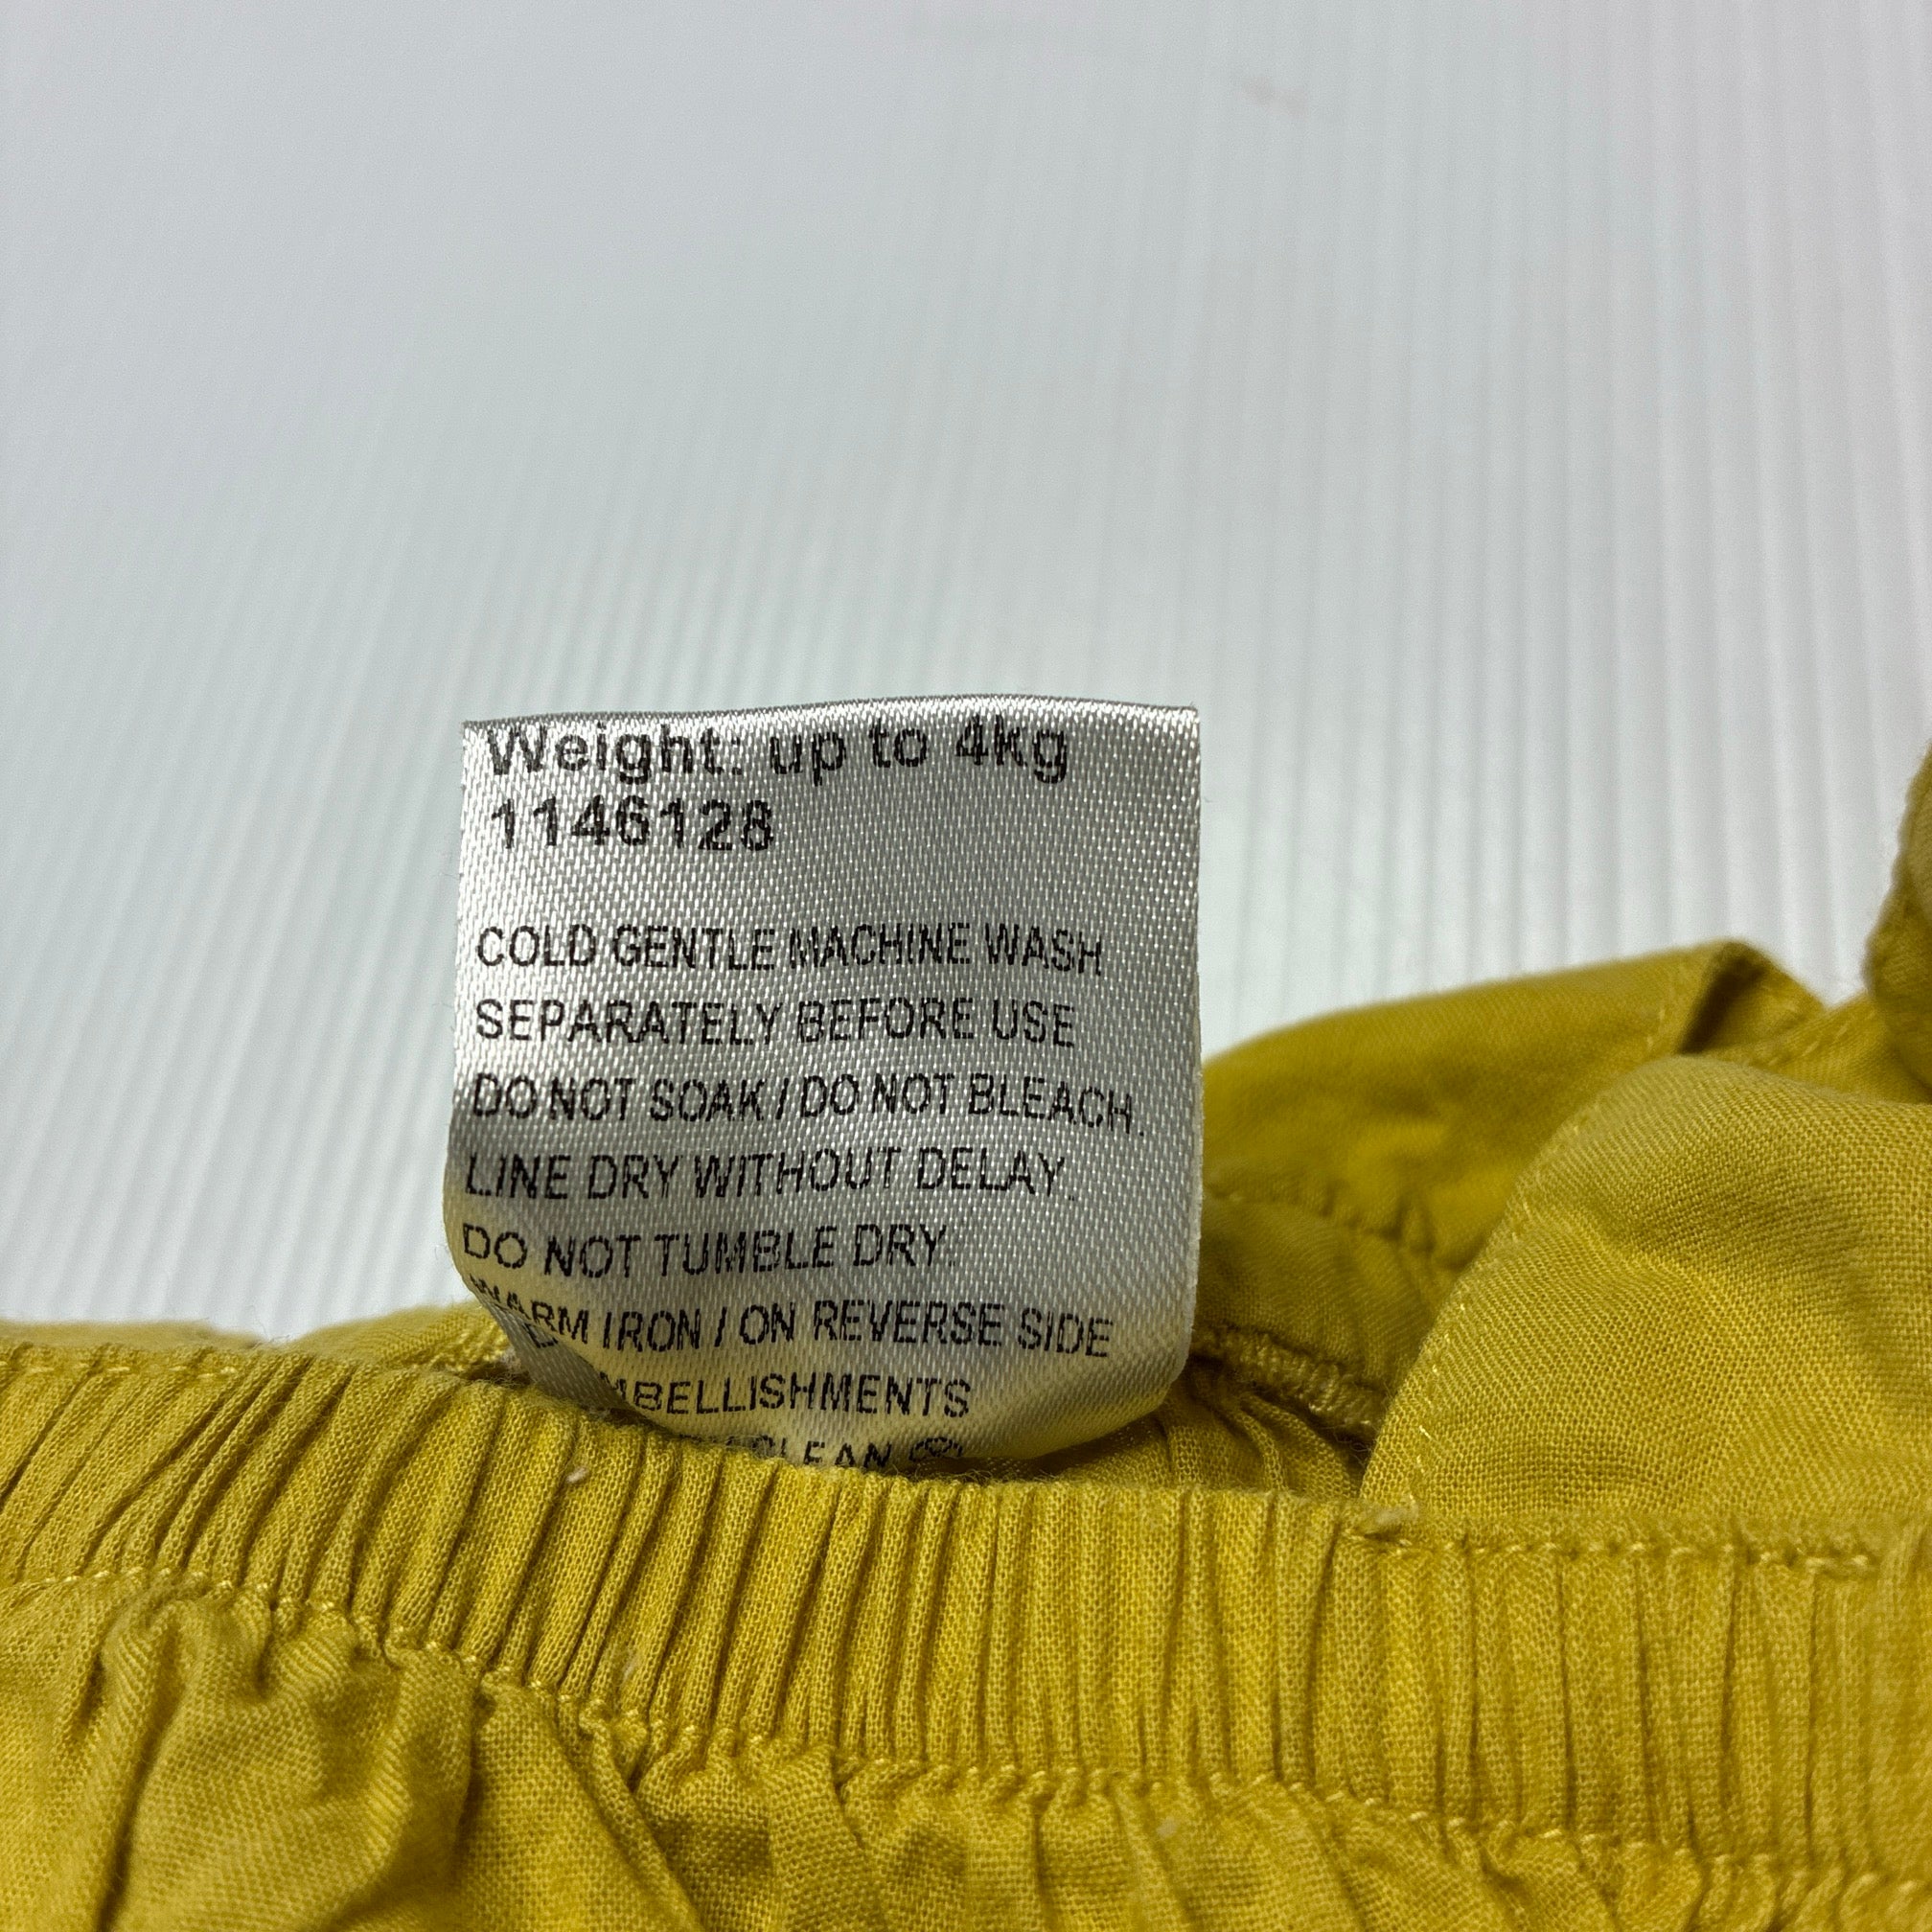 Weight: up to 4kg
1146128
COLD GENTLE MACHINE WASH
SEPARATELY BEFORE USE
DO NOT SOAK / DO NOT BLEACH.
LINE DRY WITHOUT DELAY.
DO NOT TUMBLE DRY.
WARM IRON / ON REVERSE SIDE
EMBELLISHMENTS
CLEAN